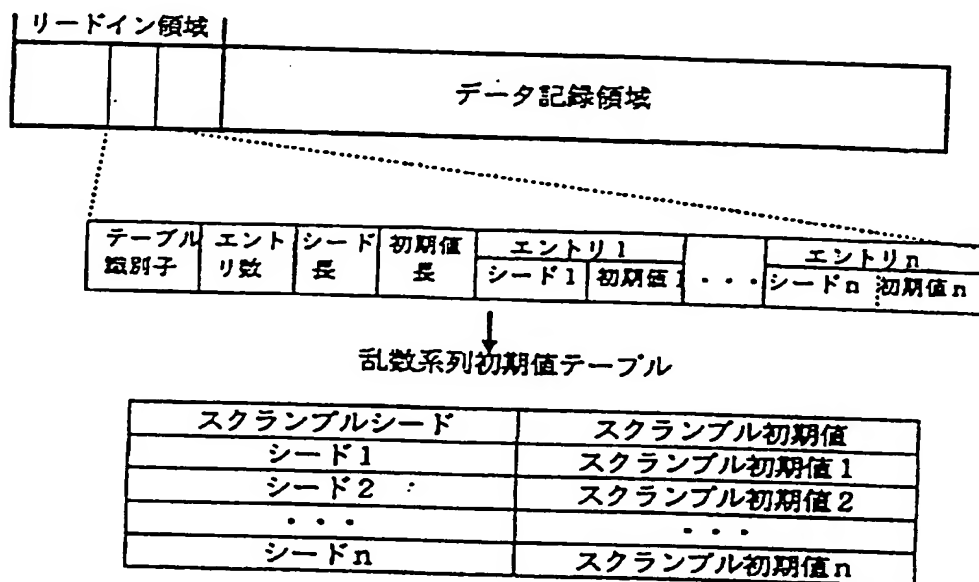 リードイン領域
データ記録領域
テーブル識別子 エントリ数 シード長 初期値長 エントリ1 シード1 初期値1 ・・・ エントリn シードn 初期値n
乱数系列初期値テーブル
スクランブルシード スクランブル初期値
シード1 スクランブル初期値1
シード2 スクランブル初期値2
・・・ ・・・
シードn スクランブル初期値n